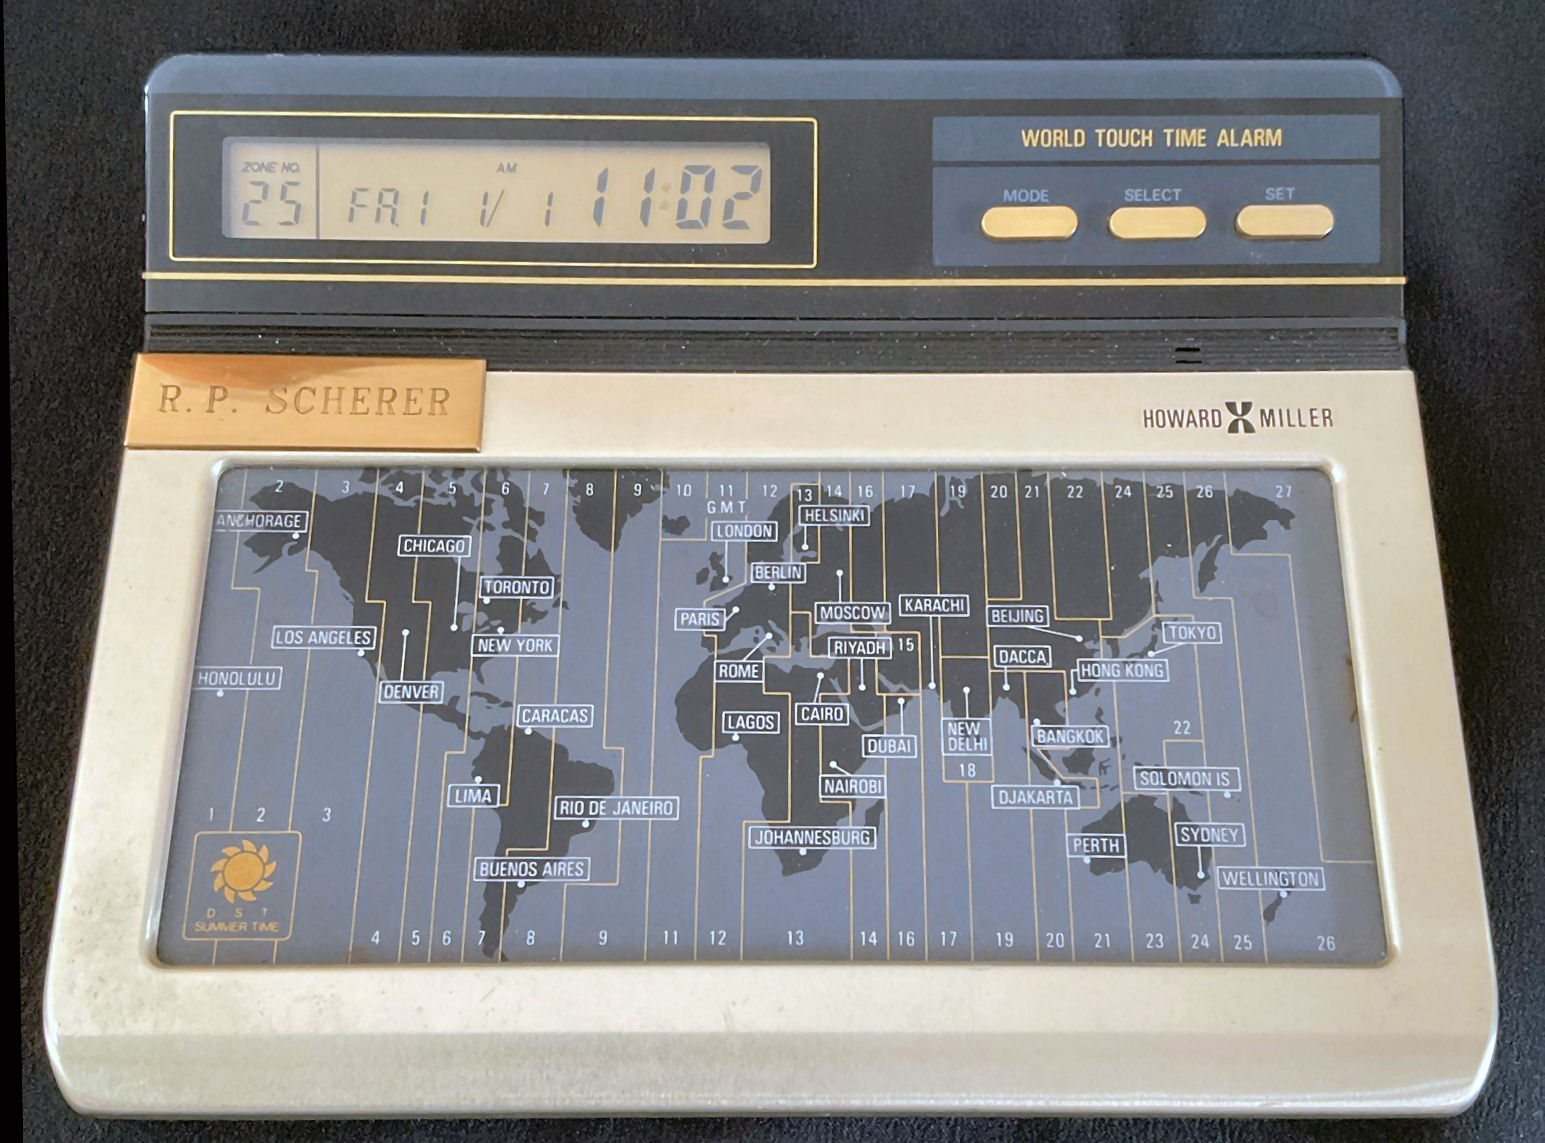 WORLD TOUCH TIME ALARM
ZONE NO. AM
25 FRI 1/ 1 11:02
MODE SELECT SET
R. P. SCHERER
HOWARD MILLER
2 3 4 5 6 7 8 9 10 11 12 13 14 16 17 19 20 21 22 24 25 26 27
G M T
ANCHORAGE
HELSINKI
LONDON
CHICAGO
BERLIN
TORONTO
PARIS
MOSCOW
KARACHI
BEIJING
TOKYO
LOS ANGELES
NEW YORK
RIYADH
15
DACCA
ROME
HONG KONG
HONOLULU
DENVER
CARACAS
LAGOS
CAIRO
DUBAI
NEW
DELHI
BANGKOK
22
18
NAIROBI
SOLOMON IS
LIMA
RIO DE JANEIRO
DJAKARTA
1 2 3
JOHANNESBURG
PERTH
SYDNEY
BUENOS AIRES
WELLINGTON
D S T
SUMMER TIME
4 5 6 7 8 9 11 12 13 14 16 17 19 20 21 23 24 25 26